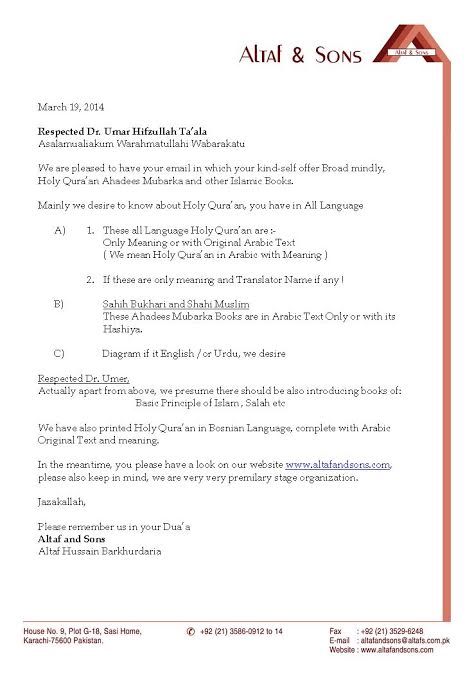 ALTAF & SONS
ALTAF & SONS
March 19, 2014
Respected Dr. Umar Hifzullah Ta'ala
Asalamualiakum Warahmatullahi Wabarakatu
We are pleased to have your email in which your kind-self offer Broad mindly,
Holy Qura'an Ahadees Mubarka and other Islamic Books.
Mainly we desire to know about Holy Qura'an, you have in All Language
A) 1. These all Language Holy Qura'an are :-
Only Meaning or with Original Arabic Text
( We mean Holy Qura'an in Arabic with Meaning )
2. If these are only meaning and Translator Name if any !
B) Sahih Bukhari and Shahi Muslim
These Ahadees Mubarka Books are in Arabic Text Only or with its
Hashiya.
C) Diagram if it English / or Urdu, we desire
Respected Dr. Umer,
Actually apart from above, we presume there should be also introducing books of:
Basic Principle of Islam , Salah etc
We have also printed Holy Qura'an in Bosnian Language, complete with Arabic
Original Text and meaning.
In the meantime, you please have a look on our website www.altafandsons.com,
please also keep in mind, we are very very premilary stage organization.
Jazakallah,
Please remember us in your Dua'a
Altaf and Sons
Altaf Hussain Barkhurdaria
House No. 9, Plot G-18, Sasi Home,
Karachi-75600 Pakistan.
✆ +92 (21) 3586-0912 to 14
Fax : +92 (21) 3529-6248
E-mail : altafandsons@altafs.com.pk
Website : www.altafandsons.com